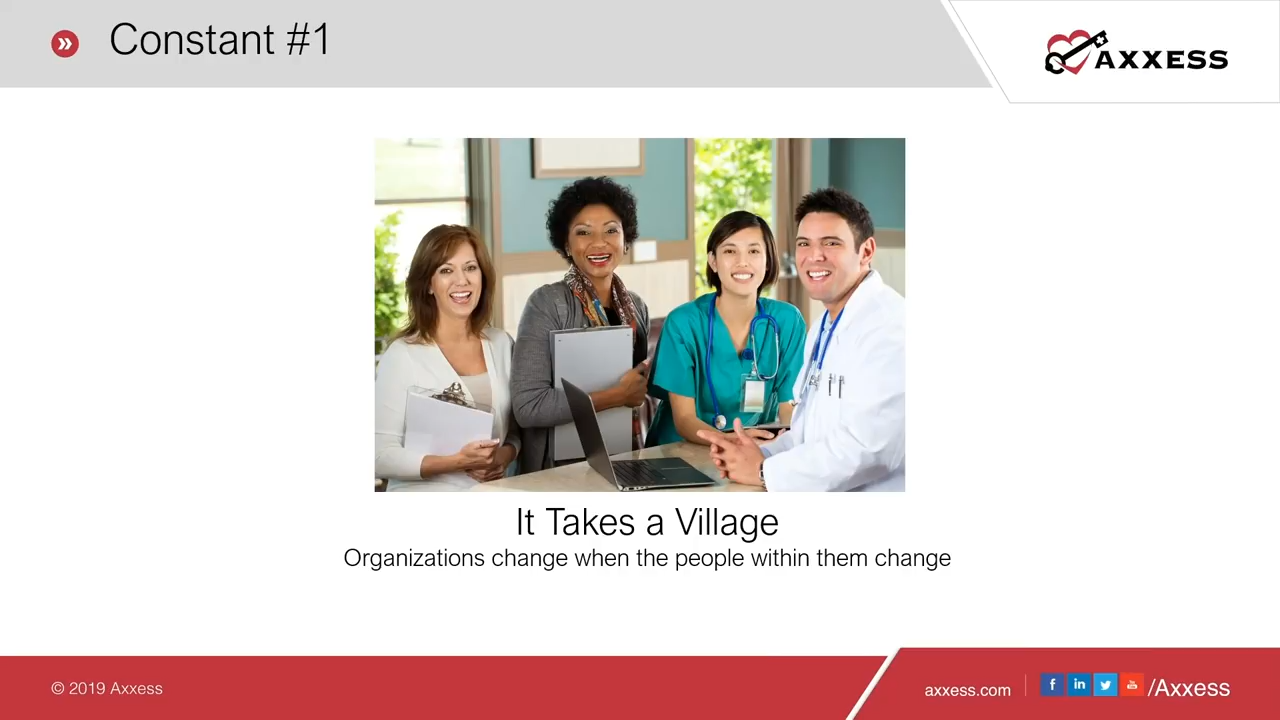 Constant #1
AXXESS
It Takes a Village
Organizations change when the people within them change
© 2019 Axxess
axxess.com
/Axxess